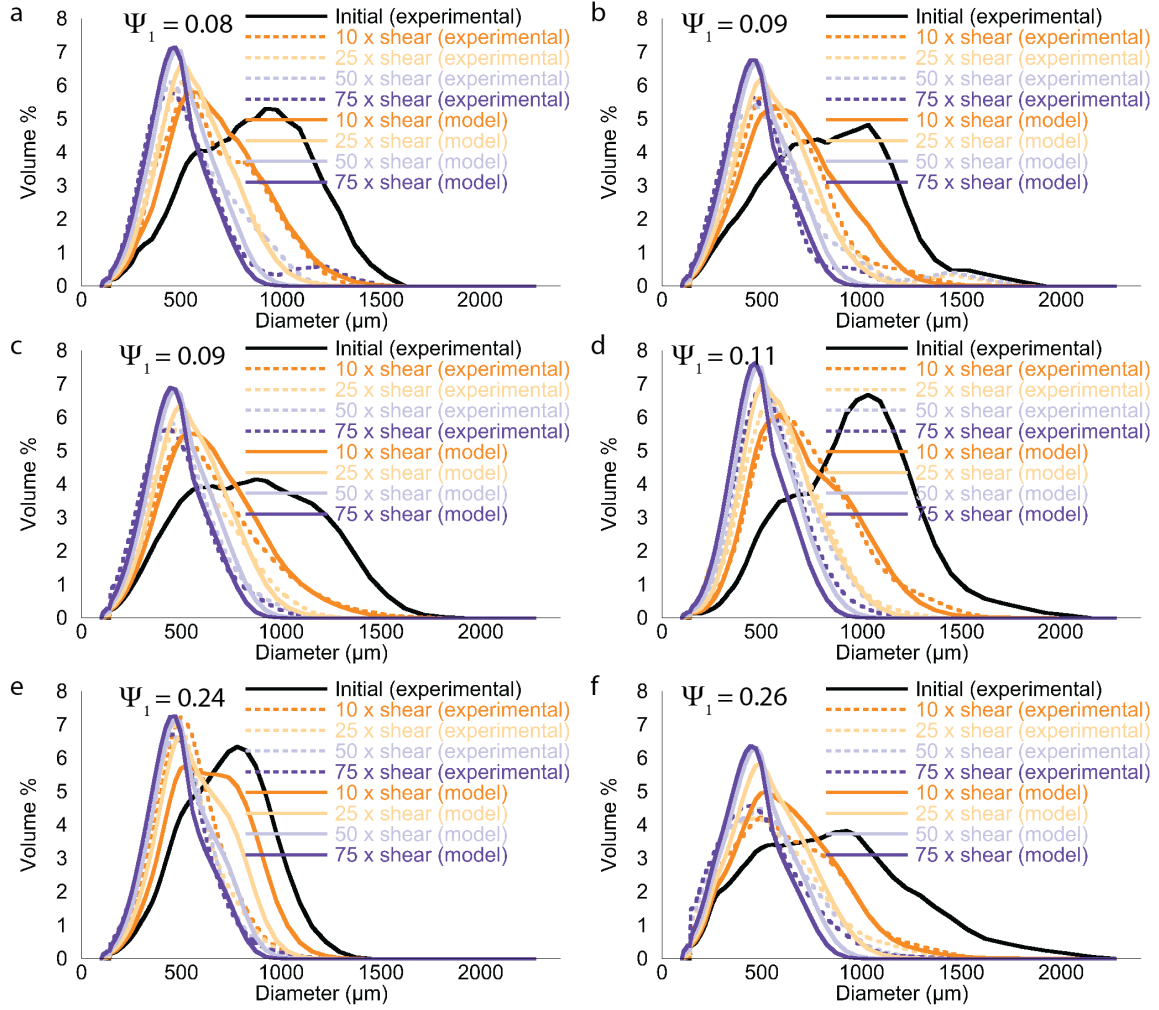 a
Ψ1 = 0.08
Initial (experimental)
10 x shear (experimental)
25 x shear (experimental)
50 x shear (experimental)
75 x shear (experimental)
10 x shear (model)
25 x shear (model)
50 x shear (model)
75 x shear (model)
Volume %
8
7
6
5
4
3
2
1
0
0 500 1000 1500 2000
Diameter (µm)
b
Ψ1 = 0.09
Initial (experimental)
10 x shear (experimental)
25 x shear (experimental)
50 x shear (experimental)
75 x shear (experimental)
10 x shear (model)
25 x shear (model)
50 x shear (model)
75 x shear (model)
Volume %
8
7
6
5
4
3
2
1
0
0 500 1000 1500 2000
Diameter (µm)
c
Ψ1 = 0.09
Initial (experimental)
10 x shear (experimental)
25 x shear (experimental)
50 x shear (experimental)
75 x shear (experimental)
10 x shear (model)
25 x shear (model)
50 x shear (model)
75 x shear (model)
Volume %
8
7
6
5
4
3
2
1
0
0 500 1000 1500 2000
Diameter (µm)
d
Ψ1 = 0.11
Initial (experimental)
10 x shear (experimental)
25 x shear (experimental)
50 x shear (experimental)
75 x shear (experimental)
10 x shear (model)
25 x shear (model)
50 x shear (model)
75 x shear (model)
Volume %
8
7
6
5
4
3
2
1
0
0 500 1000 1500 2000
Diameter (µm)
e
Ψ1 = 0.24
Initial (experimental)
10 x shear (experimental)
25 x shear (experimental)
50 x shear (experimental)
75 x shear (experimental)
10 x shear (model)
25 x shear (model)
50 x shear (model)
75 x shear (model)
Volume %
8
7
6
5
4
3
2
1
0
0 500 1000 1500 2000
Diameter (µm)
f
Ψ1 = 0.26
Initial (experimental)
10 x shear (experimental)
25 x shear (experimental)
50 x shear (experimental)
75 x shear (experimental)
10 x shear (model)
25 x shear (model)
50 x shear (model)
75 x shear (model)
Volume %
8
7
6
5
4
3
2
1
0
0 500 1000 1500 2000
Diameter (µm)